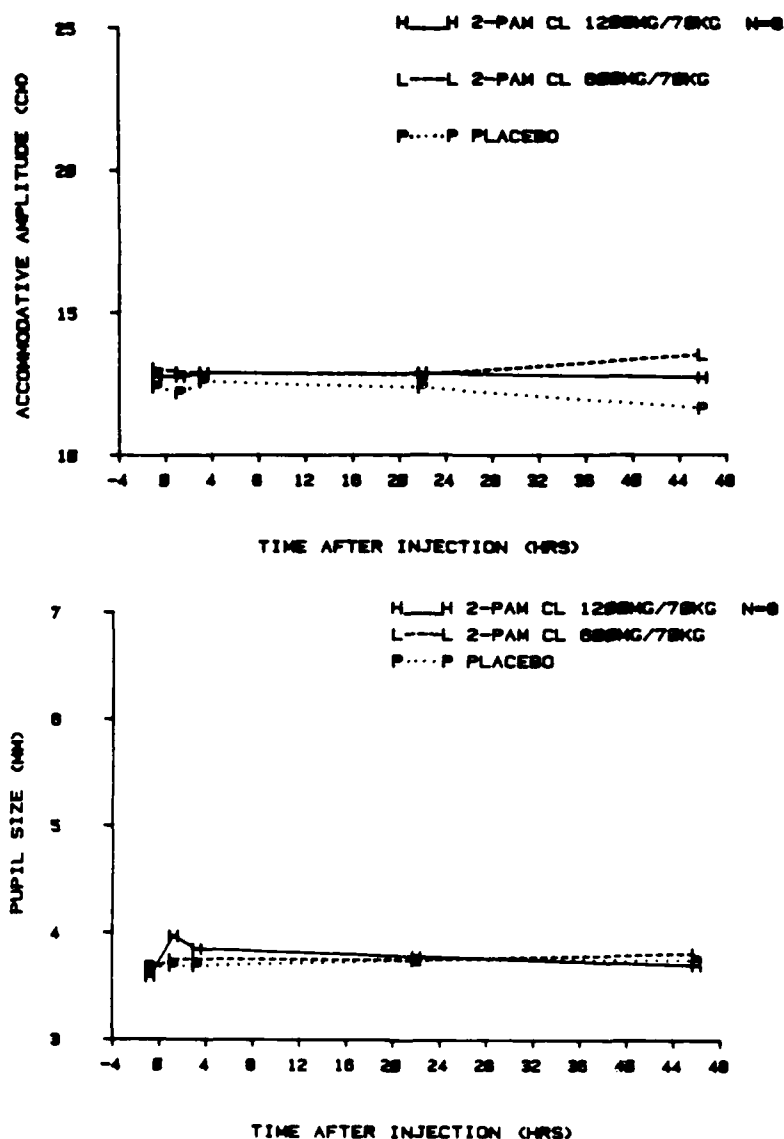 H___H 2-PAM CL 1200MG/70KG N=8
L---L 2-PAM CL 600MG/70KG
P....P PLACEBO
ACCOMMODATIVE AMPLITUDE (CM)
25
20
15
10
L
H
P
-4 0 4 8 12 16 20 24 28 32 36 40 44 48
TIME AFTER INJECTION (HRS)
H___H 2-PAM CL 1200MG/70KG N=8
L---L 2-PAM CL 600MG/70KG
P....P PLACEBO
PUPIL SIZE (MM)
7
6
5
4
3
-4 0 4 8 12 16 20 24 28 32 36 40 44 48
TIME AFTER INJECTION (HRS)